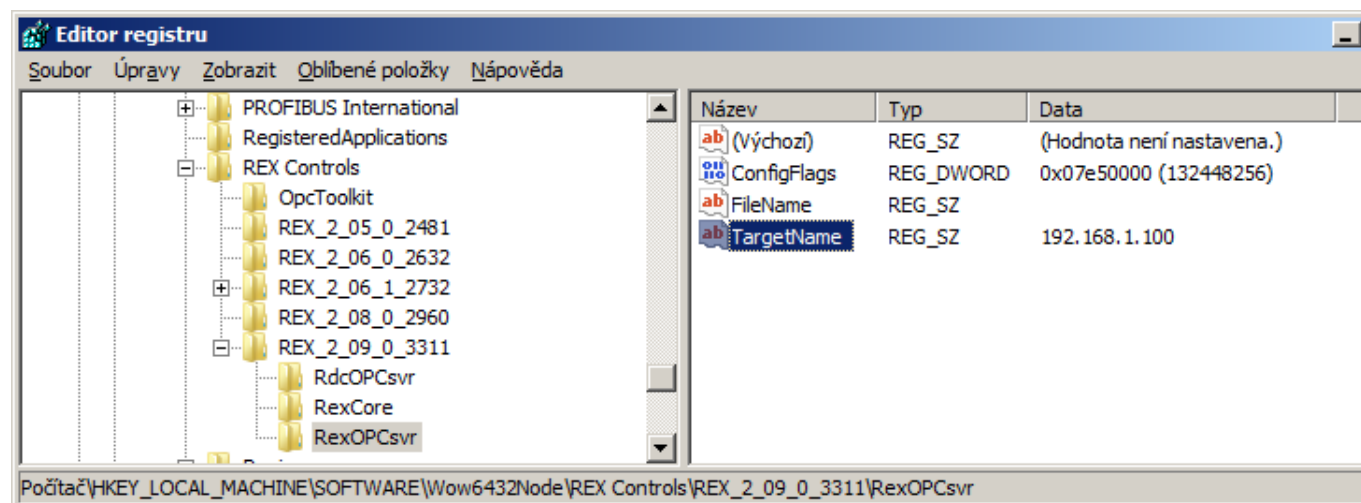 Editor registru
Soubor Úpravy Zobrazit Oblíbené položky Nápověda
PROFIBUS International
RegisteredApplications
REX Controls
OpcToolkit
REX_2_05_0_2481
REX_2_06_0_2632
REX_2_06_1_2732
REX_2_08_0_2960
REX_2_09_0_3311
RdcOPCsvr
RexCore
RexOPCsvr
Název Typ Data
(Výchozí) REG_SZ (Hodnota není nastavena.)
ConfigFlags REG_DWORD 0x07e50000 (132448256)
FileName REG_SZ
TargetName REG_SZ 192.168.1.100
Počítač\HKEY_LOCAL_MACHINE\SOFTWARE\Wow6432Node\REX Controls\REX_2_09_0_3311\RexOPCsvr